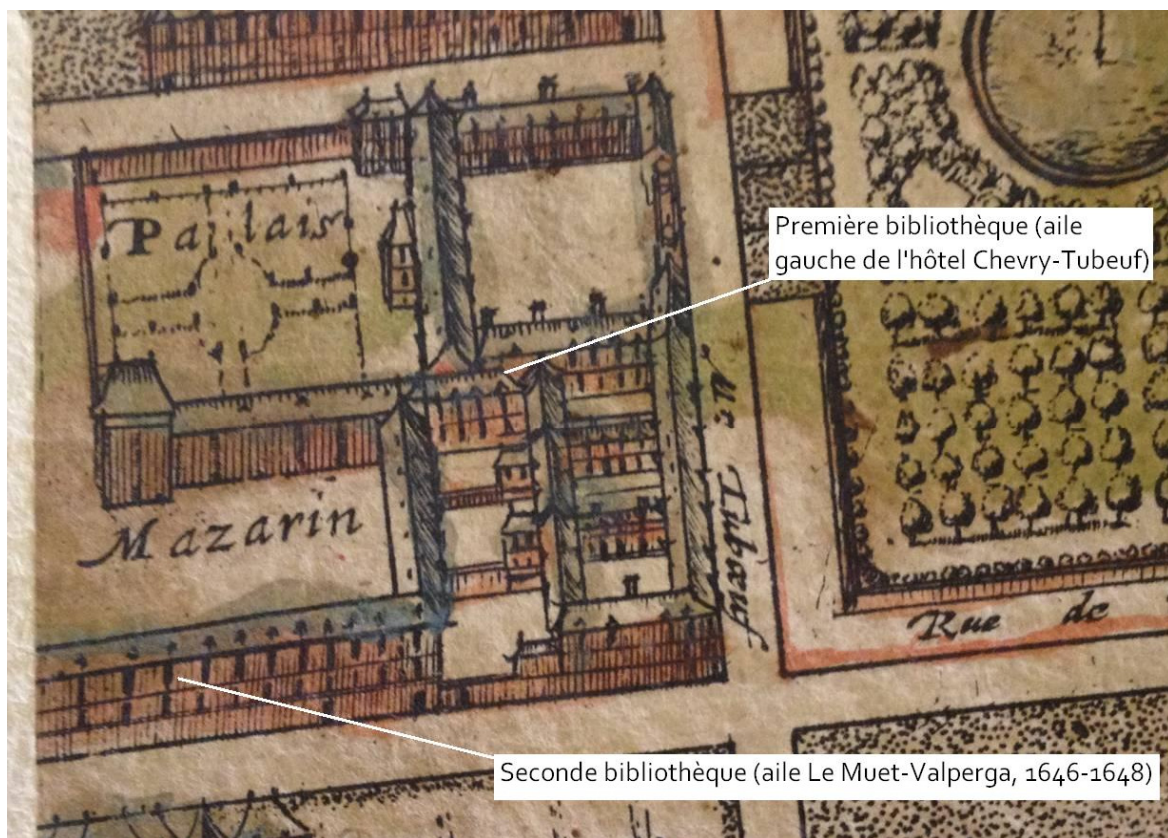 Palais
Première bibliothèque (aile
gauche de l'hôtel Chevry-Tubeuf)
Mazarin
Tubœuf
Rue de
Seconde bibliothèque (aile Le Muet-Valperga, 1646-1648)